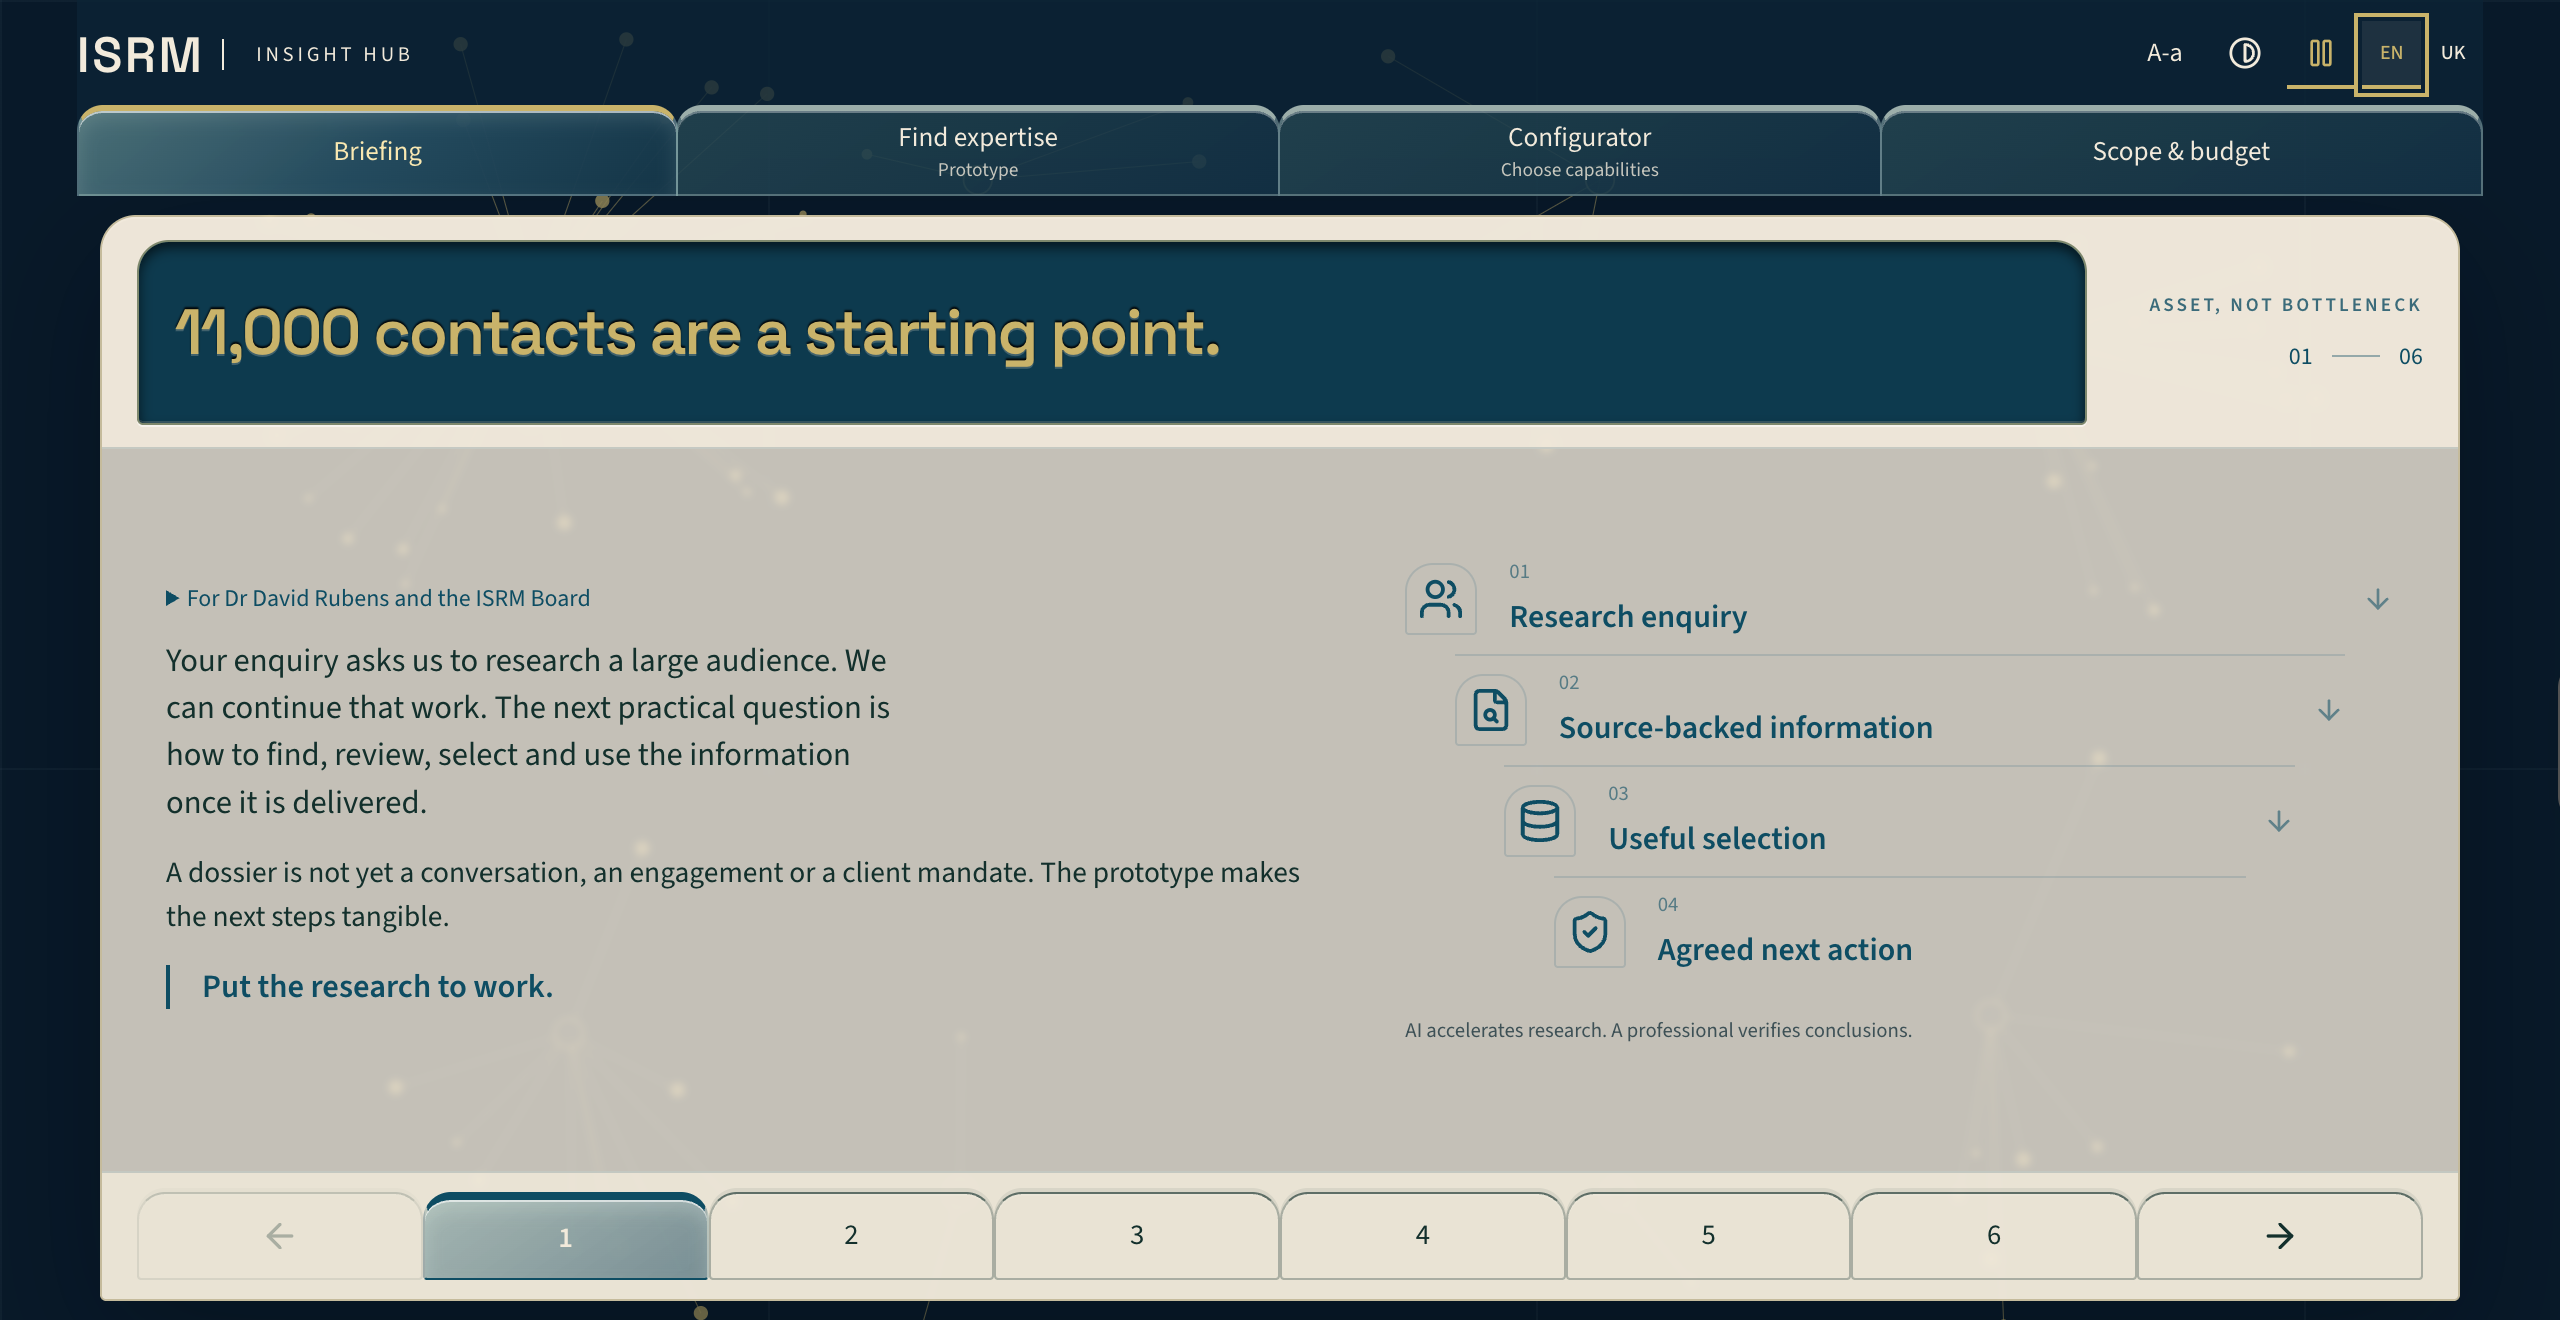 ISRM
INSIGHT HUB
A-a
EN
UK
Briefing
Find expertise
Prototype
Configurator
Choose capabilities
Scope & budget
11,000 contacts are a starting point.
ASSET, NOT BOTTLENECK
01
06
For Dr David Rubens and the ISRM Board
Your enquiry asks us to research a large audience. We
can continue that work. The next practical question is
how to find, review, select and use the information
once it is delivered.
A dossier is not yet a conversation, an engagement or a client mandate. The prototype makes
the next steps tangible.
Put the research to work.
01
Research enquiry
02
Source-backed information
03
Useful selection
04
Agreed next action
AI accelerates research. A professional verifies conclusions.
1
2
3
4
5
6